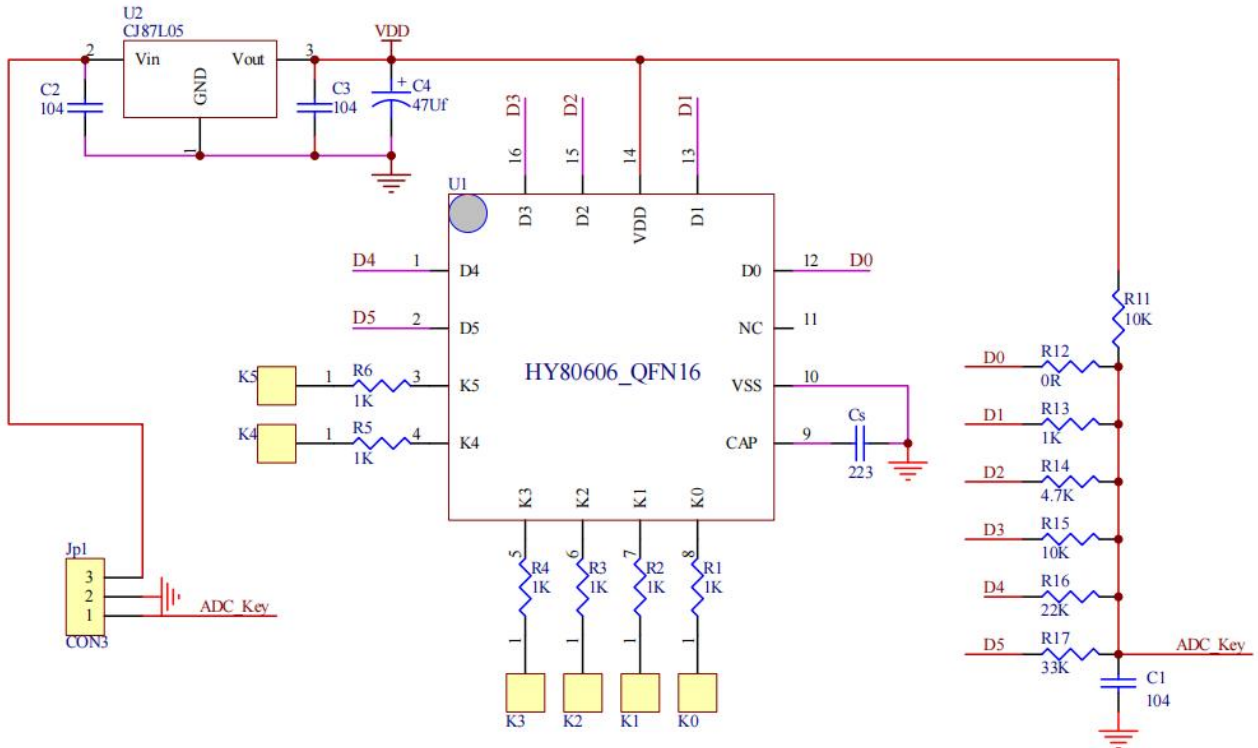 U2
CJ87L05
2
Vin
Vout
3
VDD
GND
1
C2
104
C3
104
+
C4
47Uf
D3
D2
D1
16
15
14
13
U1
D3
D2
VDD
D1
D4
1
D4
D0
12
D0
D5
2
D5
NC
11
HY80606_QFN16
K5
1
R6
1K
3
K5
VSS
10
K4
1
R5
1K
4
K4
CAP
9
Cs
223
K3
K2
K1
K0
5
6
7
8
R4
1K
R3
1K
R2
1K
R1
1K
1
1
1
1
K3
K2
K1
K0
R11
10K
D0
R12
0R
D1
R13
1K
D2
R14
4.7K
D3
R15
10K
D4
R16
22K
D5
R17
33K
ADC_Key
C1
104
Jp1
3
2
1
ADC_Key
CON3